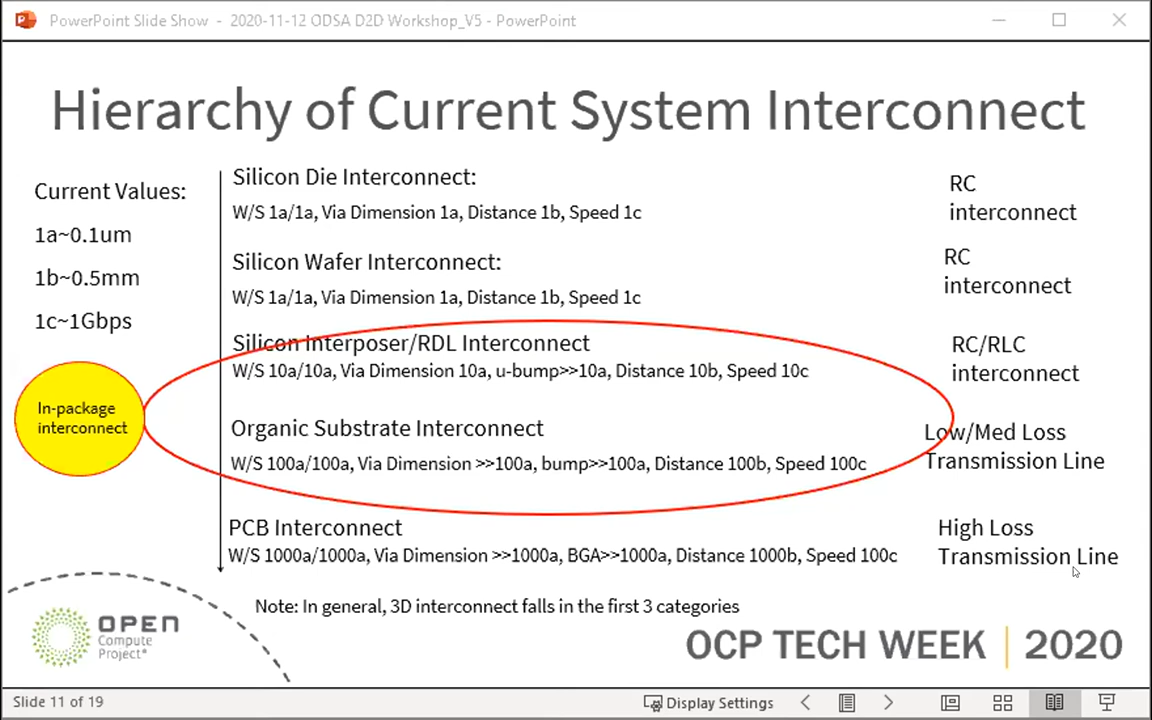 PowerPoint Slide Show - 2020-11-12 ODSA D2D Workshop_V5 - PowerPoint
Hierarchy of Current System Interconnect
Current Values:
1a~0.1um
1b~0.5mm
1c~1Gbps
In-package
interconnect
Silicon Die Interconnect:
W/S 1a/1a, Via Dimension 1a, Distance 1b, Speed 1c
RC
interconnect
Silicon Wafer Interconnect:
W/S 1a/1a, Via Dimension 1a, Distance 1b, Speed 1c
RC
interconnect
Silicon Interposer/RDL Interconnect
W/S 10a/10a, Via Dimension 10a, u-bump>>10a, Distance 10b, Speed 10c
RC/RLC
interconnect
Organic Substrate Interconnect
W/S 100a/100a, Via Dimension >>100a, bump>>100a, Distance 100b, Speed 100c
Low/Med Loss
Transmission Line
PCB Interconnect
W/S 1000a/1000a, Via Dimension >>1000a, BGA>>1000a, Distance 1000b, Speed 100c
High Loss
Transmission Line
Note: In general, 3D interconnect falls in the first 3 categories
OPEN
Compute
Project®
OCP TECH WEEK | 2020
Slide 11 of 19
Display Settings